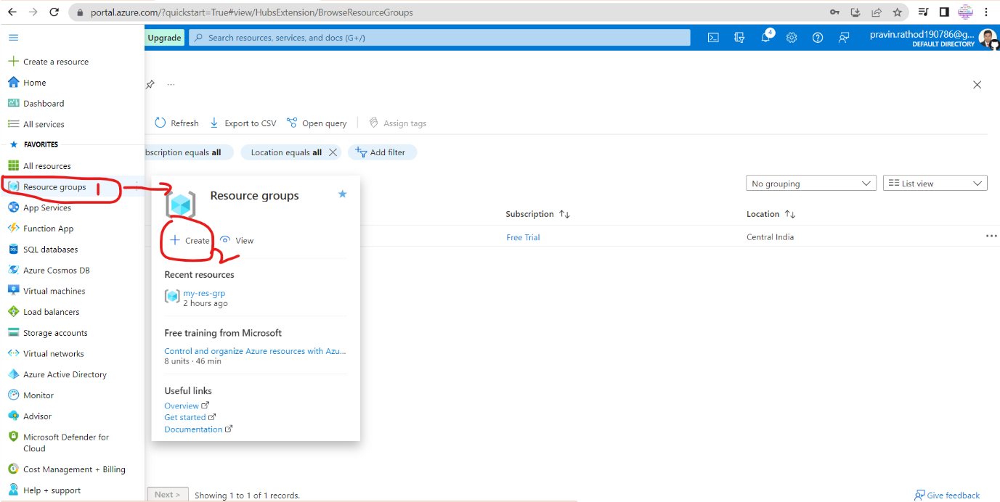 portal.azure.com/?quickstart=True#view/HubsExtension/BrowseResourceGroups
Upgrade
Search resources, services, and docs (G+/)
4
pravin.rathod190786@g...
DEFAULT DIRECTORY
Create a resource
Home
Dashboard
All services
FAVORITES
All resources
Resource groups 1
App Services
Function App
SQL databases
Azure Cosmos DB
Virtual machines
Load balancers
Storage accounts
Virtual networks
Azure Active Directory
Monitor
Advisor
Microsoft Defender for
Cloud
Cost Management + Billing
Help + support
...
Refresh
Export to CSV
Open query
Assign tags
bscription equals all
Location equals all
Add filter
No grouping
List view
Resource groups
Create
View
2
Recent resources
my-res-grp
2 hours ago
Free training from Microsoft
Control and organize Azure resources with Azu...
8 units · 46 min
Useful links
Overview
Get started
Documentation
Subscription
Location
Free Trial
Central India
...
Next >
Showing 1 to 1 of 1 records.
Give feedback